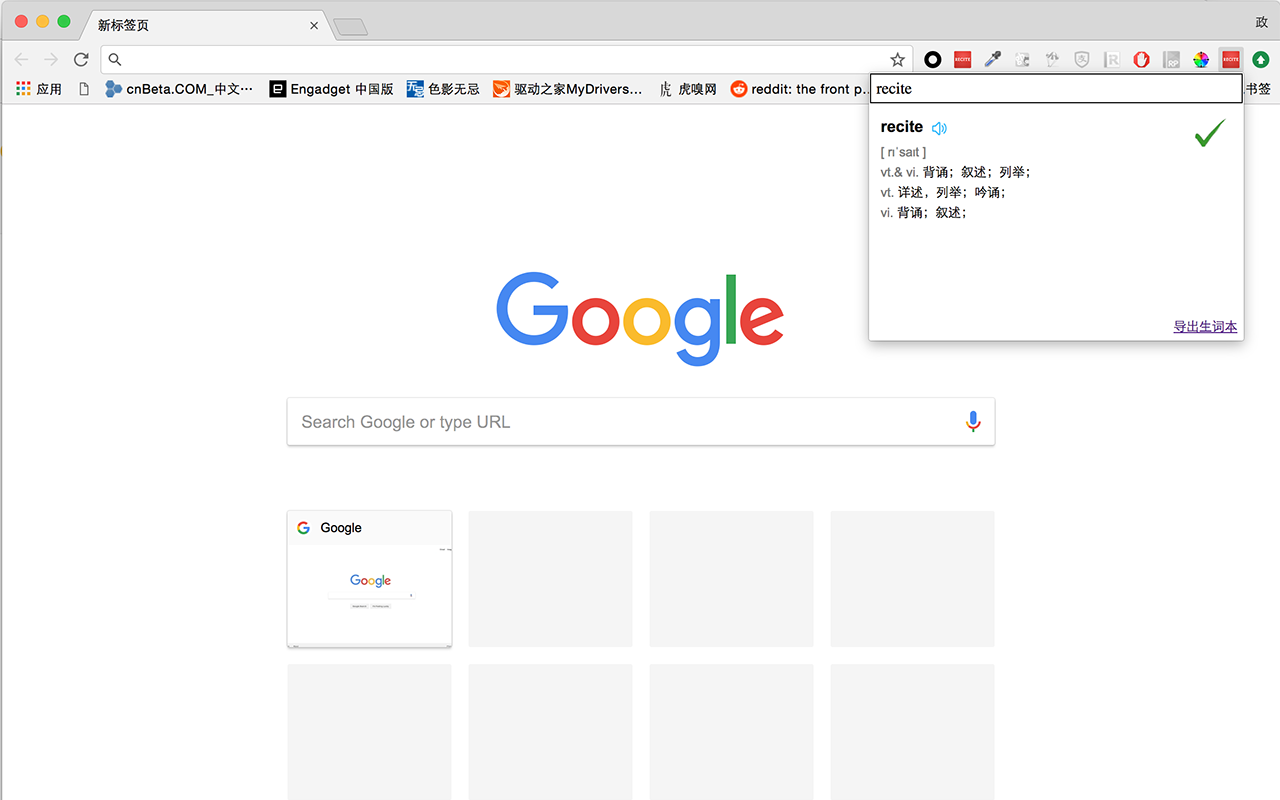 新标签页
政
应用
cnBeta.COM_中文…
Engadget 中国版
色影无忌
驱动之家MyDrivers…
虎嗅网
reddit: the front p…
书签
recite
recite
[ rɪˈsaɪt ]
vt.& vi. 背诵；叙述；列举；
vt. 详述，列举；吟诵；
vi. 背诵；叙述；
导出生词本
Google
Search Google or type URL
Google
Google